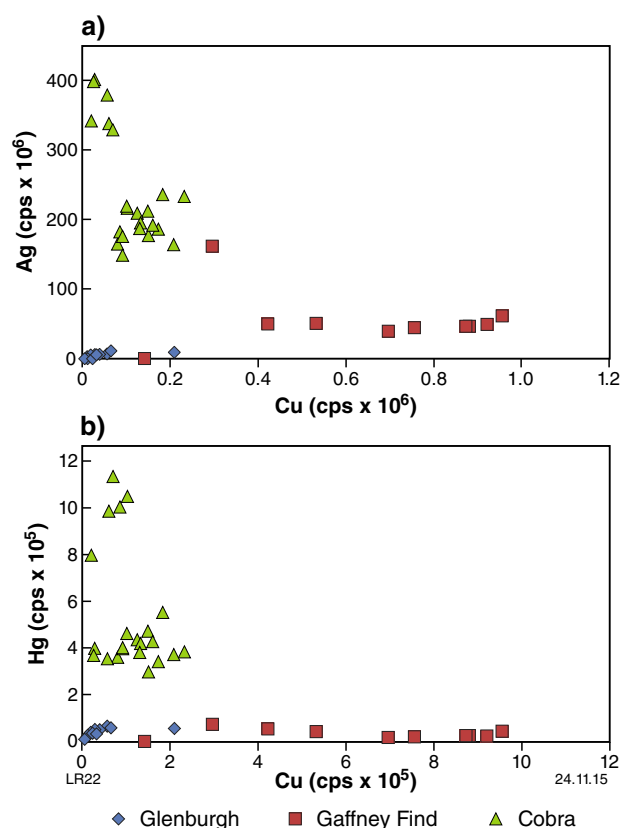 a)
400
300
200
100
0
Ag (cps x 10⁶)
0 0.2 0.4 0.6 0.8 1.0 1.2
Cu (cps x 10⁶)
b)
12
10
8
6
4
2
0
Hg (cps x 10⁵)
0 2 4 6 8 10 12
LR22 Cu (cps x 10⁵) 24.11.15
Glenburgh Gaffney Find Cobra